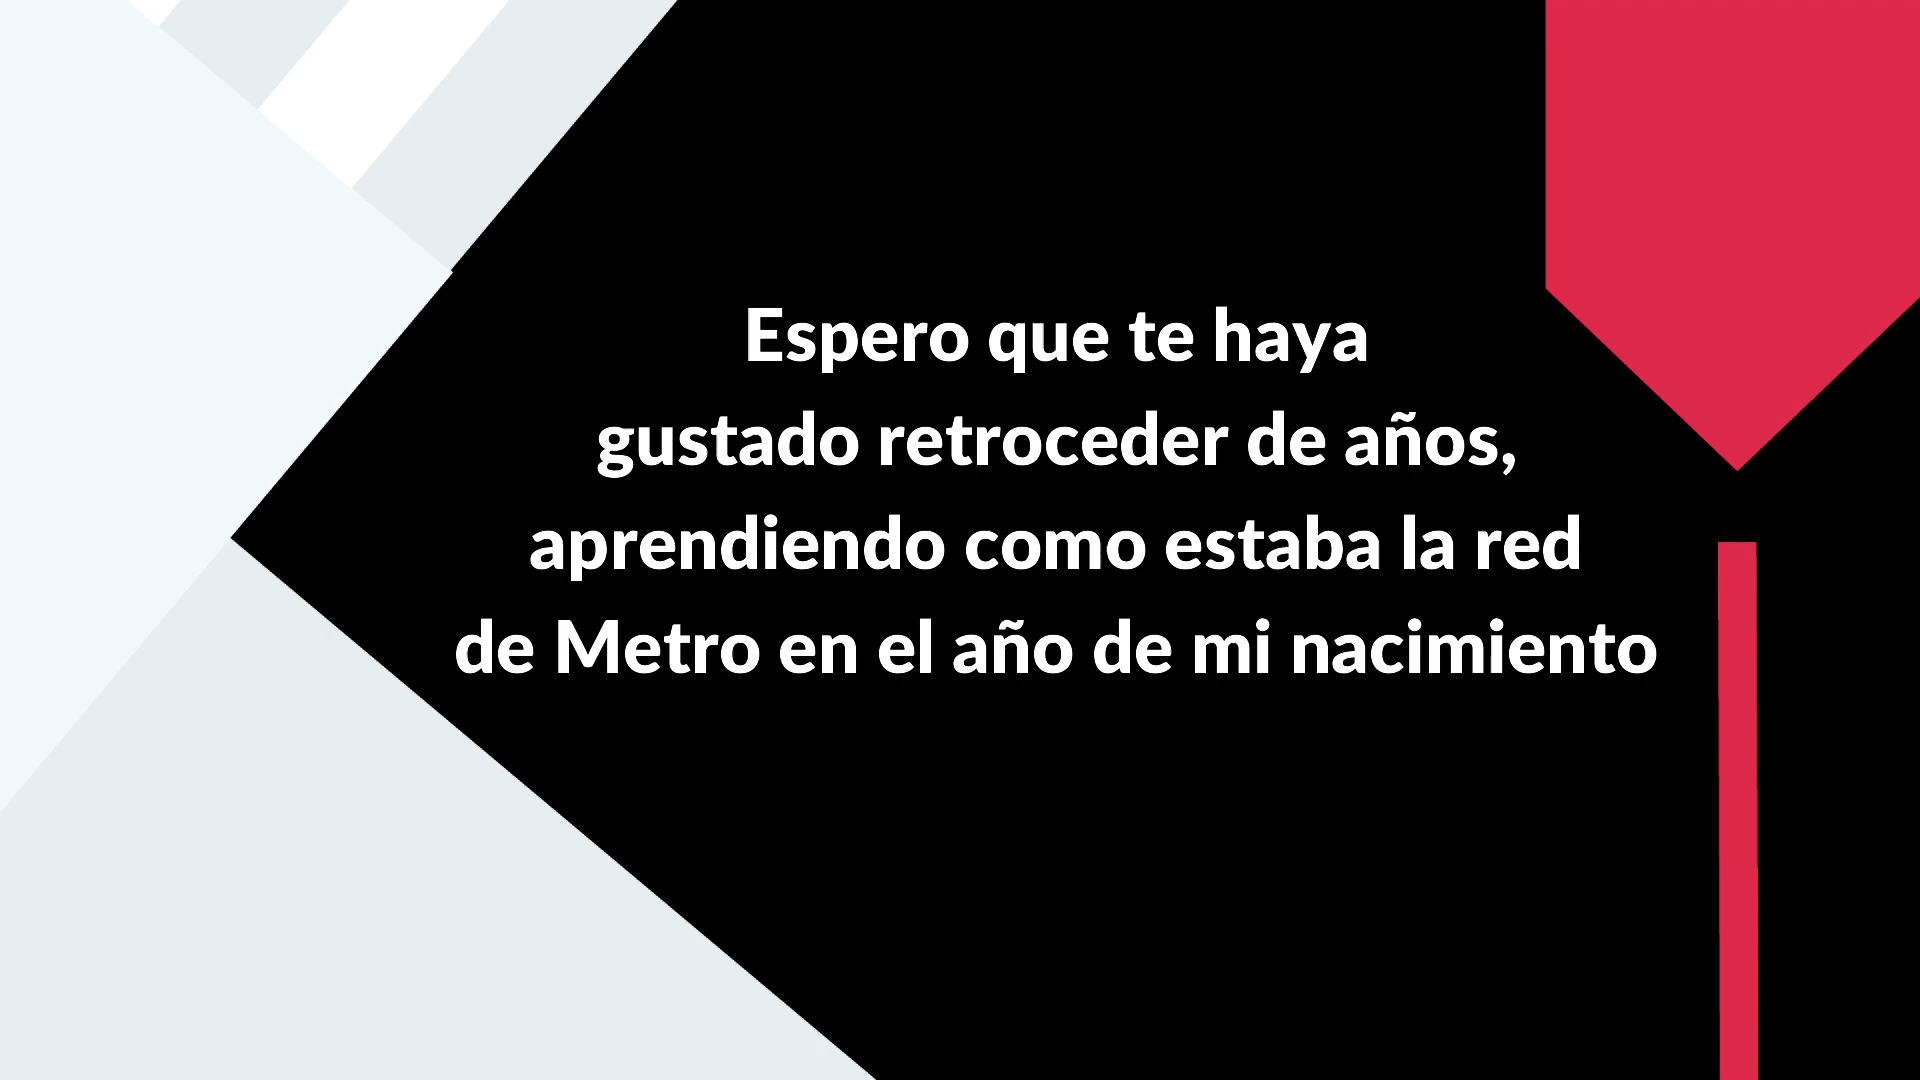 Espero que te haya
gustado retroceder de años,
aprendiendo como estaba la red
de Metro en el año de mi nacimiento